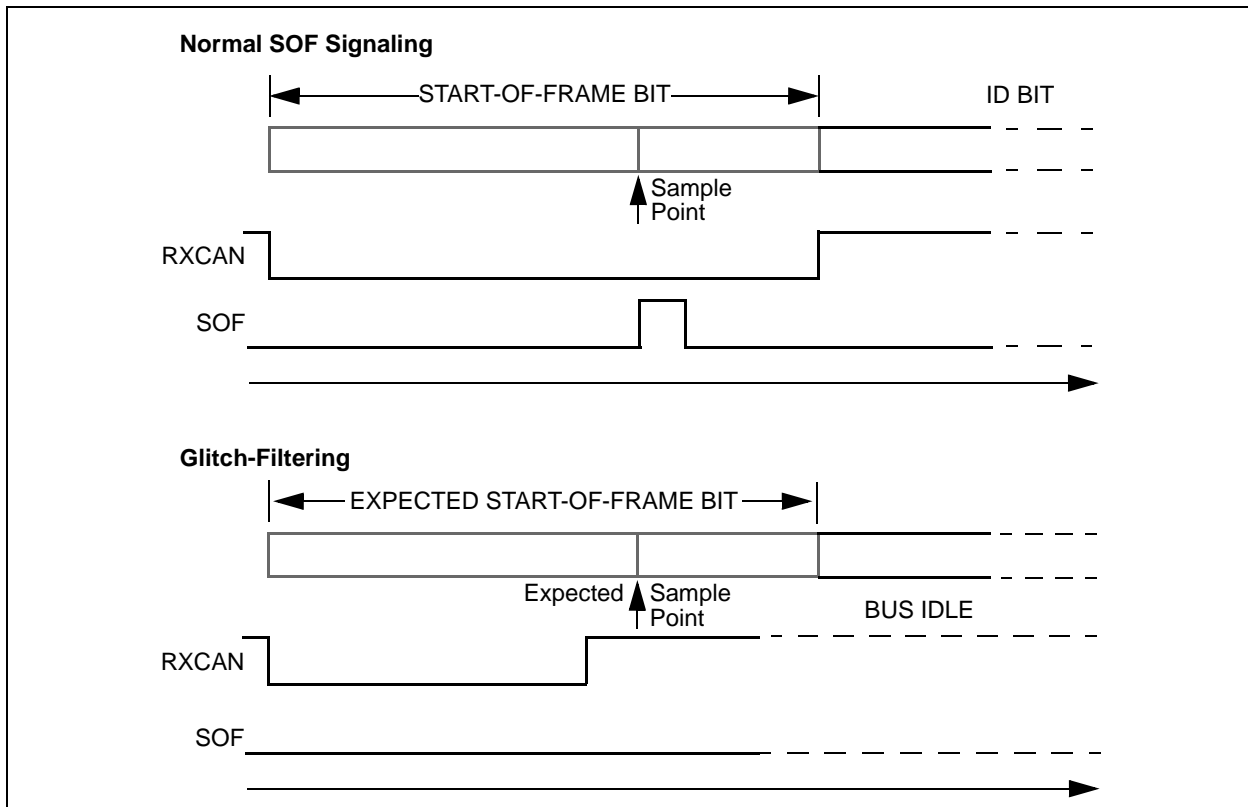 Normal SOF Signaling
START-OF-FRAME BIT
ID BIT
Sample
Point
RXCAN
SOF
Glitch-Filtering
EXPECTED START-OF-FRAME BIT
Expected Sample
Point
BUS IDLE
RXCAN
SOF